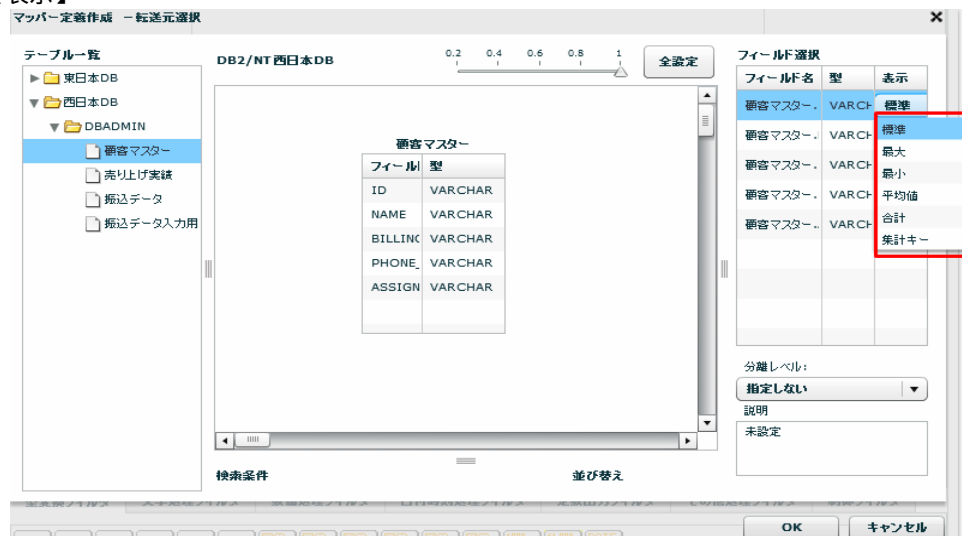 マッパー定義作成 －転送元選択
テーブル一覧
DB2/NT 西日本DB
0.2 0.4 0.6 0.8 1
全設定
フィールド選択
東日本DB
西日本DB
DBADMIN
顧客マスター
売り上げ実績
振込データ
振込データ入力用
顧客マスター
フィール 型
ID VARCHAR
NAME VARCHAR
BILLING VARCHAR
PHONE_ VARCHAR
ASSIGN VARCHAR
フィールド名 型 表示
顧客マスター. VARCH 標準
顧客マスター. VARCH
顧客マスター. VARCH
顧客マスター. VARCH
顧客マスター.. VARCH
標準
最大
最小
平均値
合計
集計キー
分離レベル:
指定しない
説明
未設定
検索条件
並び替え
OK
キャンセル